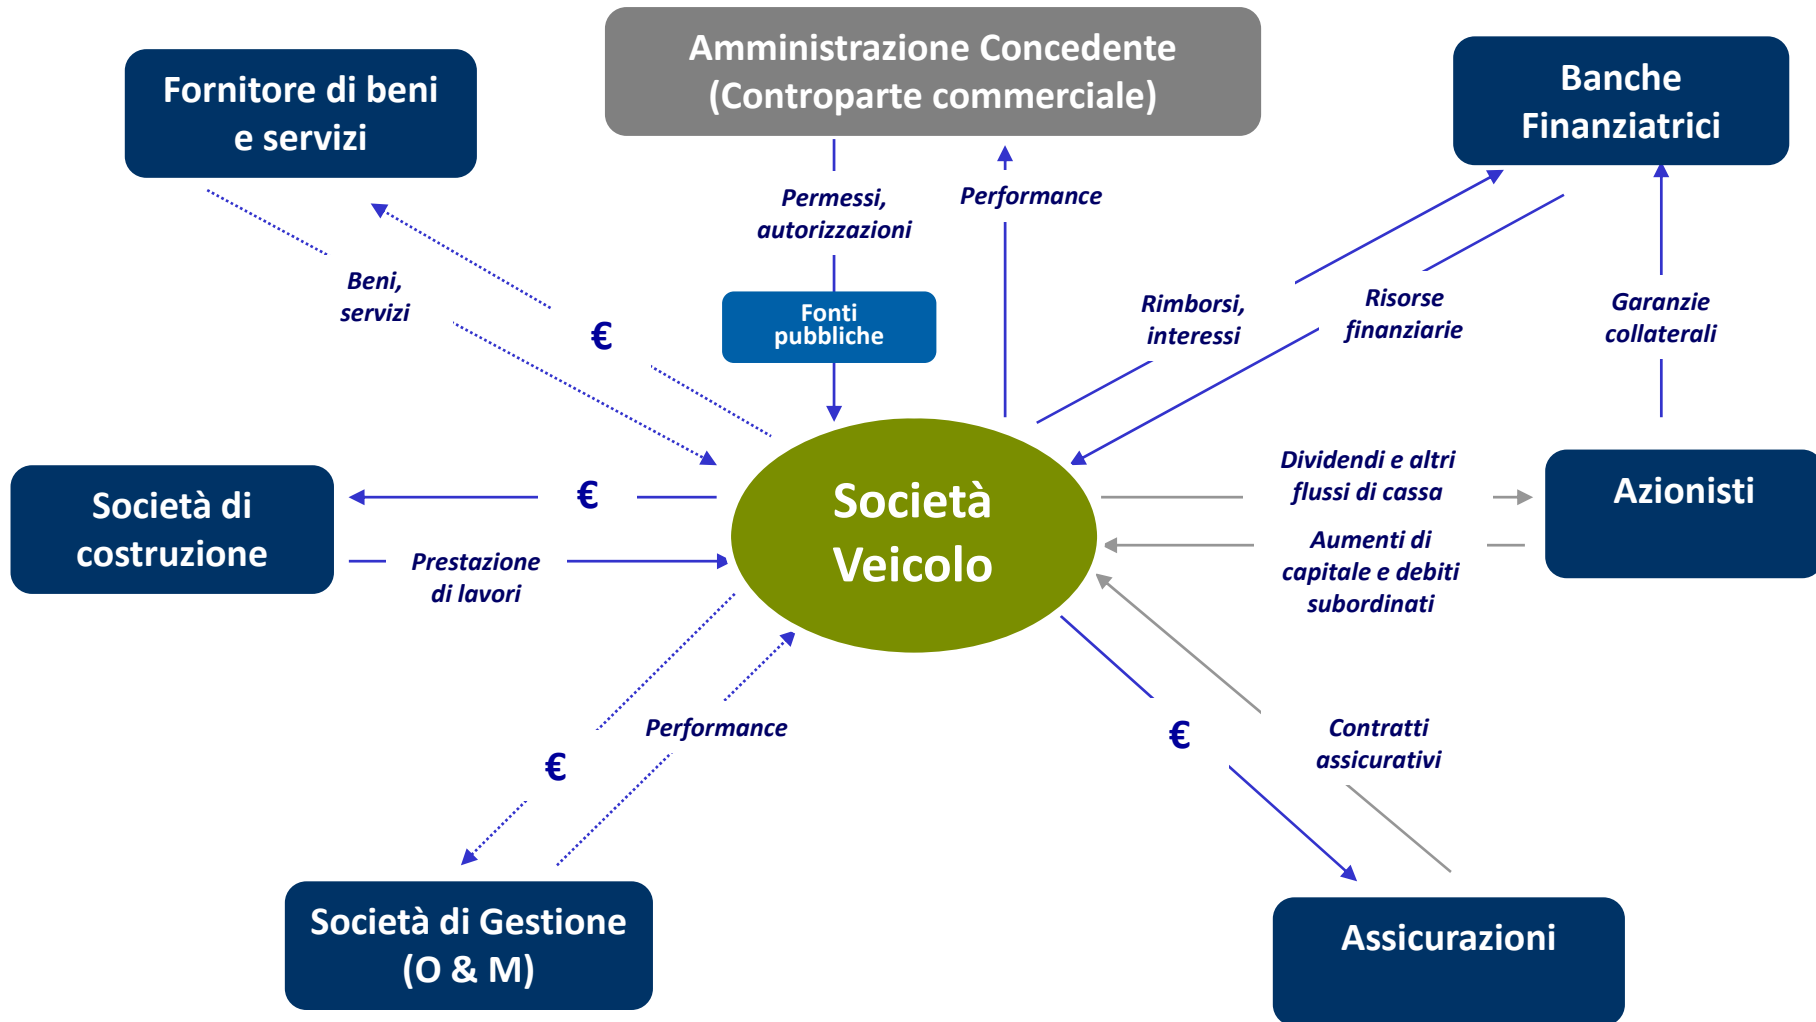 Amministrazione Concedente
(Controparte commerciale)
Fornitore di beni
e servizi
Banche
Finanziatrici
Permessi,
autorizzazioni
Performance
Beni,
servizi
€
Fonti
pubbliche
Rimborsi,
interessi
Risorse
finanziarie
Garanzie
collaterali
Società di
costruzione
€
Prestazione
di lavori
Società
Veicolo
Dividendi e altri
flussi di cassa
Aumenti di
capitale e debiti
subordinati
Azionisti
€
Performance
€
Contratti
assicurativi
Società di Gestione
(O & M)
Assicurazioni